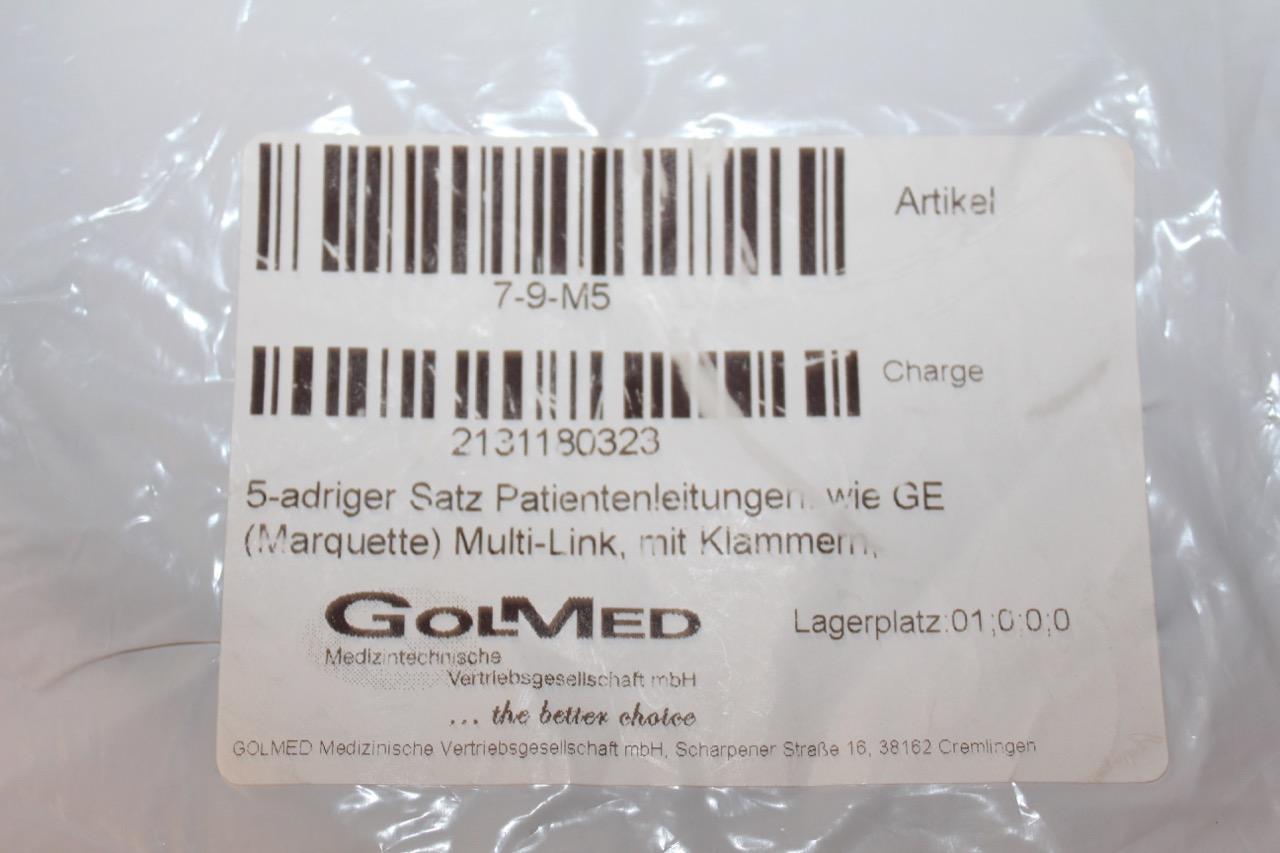 Artikel
7-9-M5
Charge
2131180323
5-adriger Satz Patientenleitungen, wie GE
(Marquette) Multi-Link, mit Klammern,
GOLMED
Lagerplatz:01;0;0;0
Medizintechnische
Vertriebsgesellschaft mbH
... the better choice
GOLMED Medizinische Vertriebsgesellschaft mbH, Scharpener Straße 16, 38162 Cremlingen